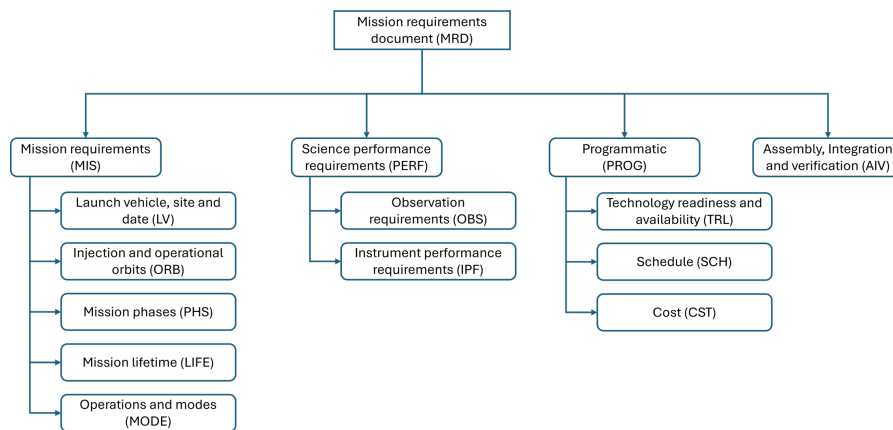 Mission requirements
document (MRD)
Mission requirements
(MIS)
Science performance
requirements (PERF)
Programmatic
(PROG)
Assembly, Integration
and verification (AIV)
Launch vehicle, site and
date (LV)
Injection and operational
orbits (ORB)
Mission phases (PHS)
Mission lifetime (LIFE)
Operations and modes
(MODE)
Observation
requirements (OBS)
Instrument performance
requirements (IPF)
Technology readiness and
availability (TRL)
Schedule (SCH)
Cost (CST)